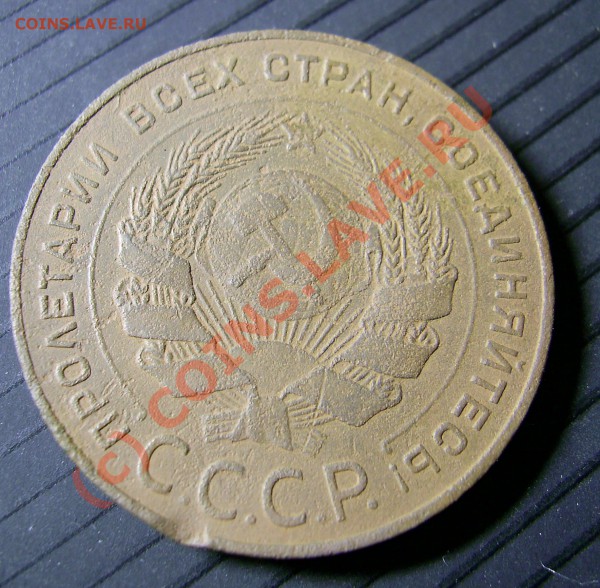 COINS.LAVE.RU
ПРОЛЕТАРИИ ВСЕХ СТРАН, СОЕДИНЯЙТЕСЬ!
С.С.С.Р.
(c) COINS.LAVE.RU